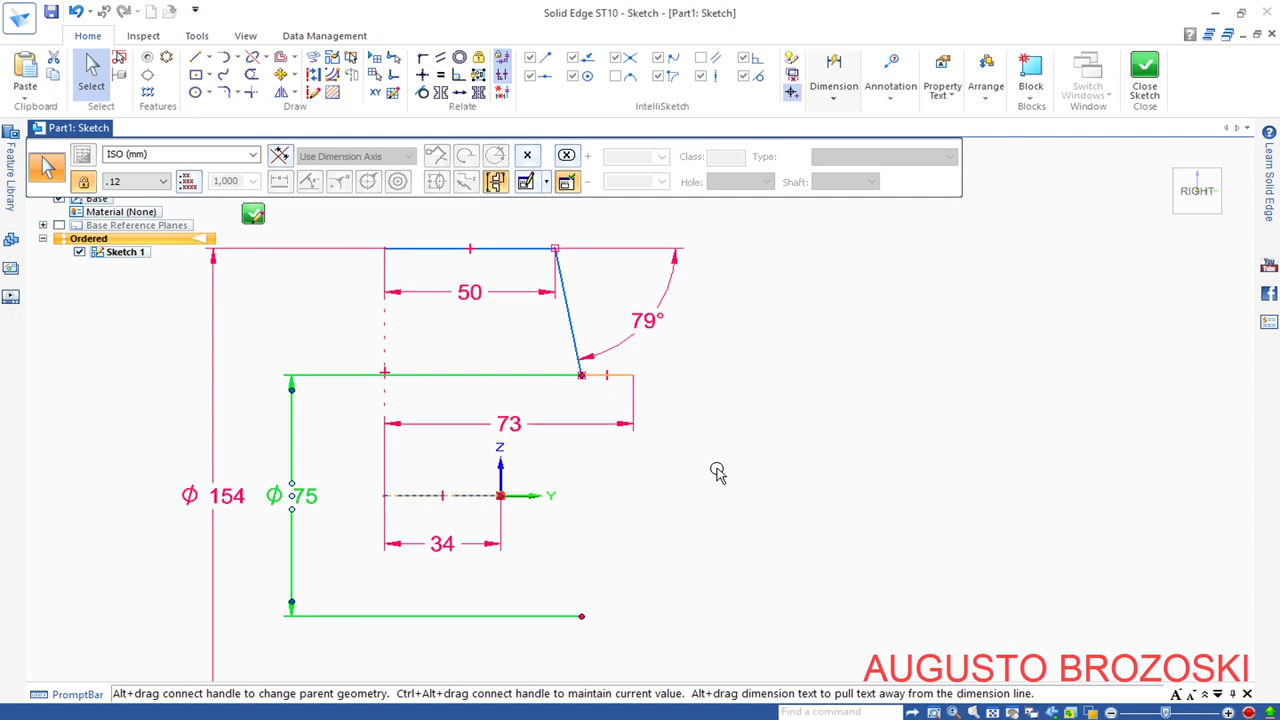 Solid Edge ST10 - Sketch - [Part1: Sketch]
Home Inspect Tools View Data Management
Paste Select Dimension Annotation Property Text Arrange Block Switch Windows Close Sketch
Clipboard Select Features Draw Relate IntelliSketch Blocks Window Close
Part1: Sketch
ISO (mm) Use Dimension Axis Class: Type:
.12 1,000 Hole: Shaft:
Feature Library
Learn Solid Edge
RIGHT
Base
Material (None)
Base Reference Planes
Ordered
Sketch 1
50
79°
73
Z
Φ 154
Φ 75
Y
34
AUGUSTO BROZOSKI
PromptBar Alt+drag connect handle to change parent geometry. Ctrl+Alt+drag connect handle to maintain current value. Alt+drag dimension text to pull text away from the dimension line.
Find a command